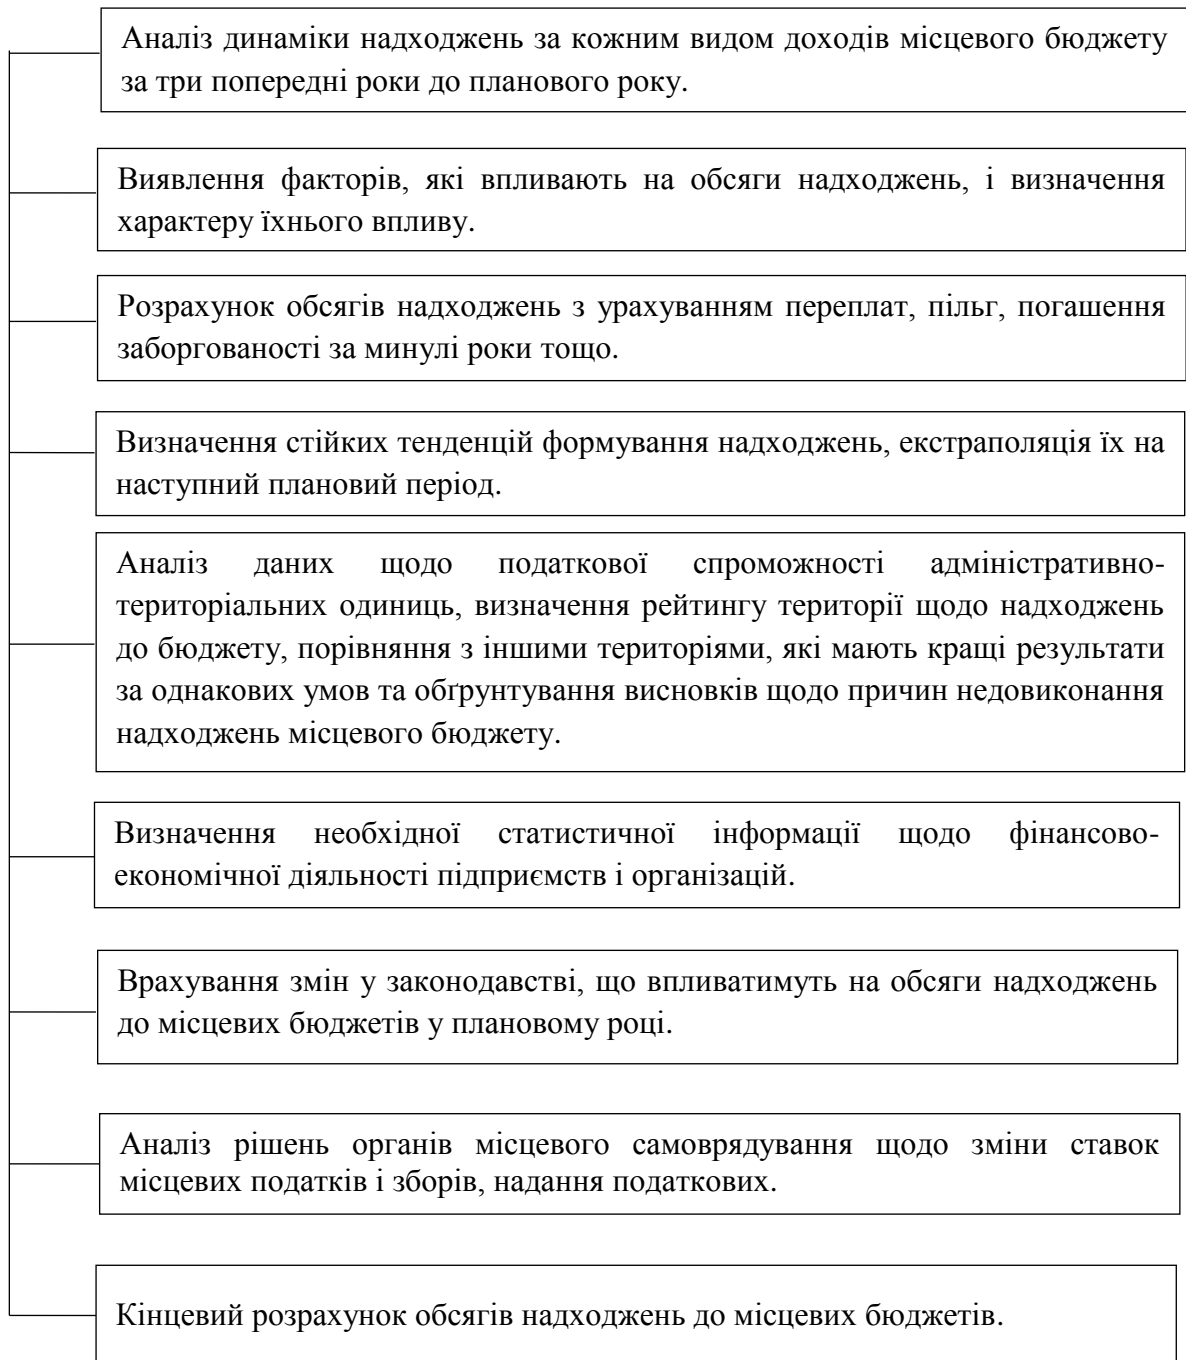 Аналіз динаміки надходжень за кожним видом доходів місцевого бюджету
за три попередні роки до планового року.
Виявлення факторів, які впливають на обсяги надходжень, і визначення
характеру їхнього впливу.
Розрахунок обсягів надходжень з урахуванням переплат, пільг, погашення
заборгованості за минулі роки тощо.
Визначення стійких тенденцій формування надходжень, екстраполяція їх на
наступний плановий період.
Аналіз даних щодо податкової спроможності адміністративно-
територіальних одиниць, визначення рейтингу території щодо надходжень
до бюджету, порівняння з іншими територіями, які мають кращі результати
за однакових умов та обґрунтування висновків щодо причин недовиконання
надходжень місцевого бюджету.
Визначення необхідної статистичної інформації щодо фінансово-
економічної діяльності підприємств і організацій.
Врахування змін у законодавстві, що впливатимуть на обсяги надходжень
до місцевих бюджетів у плановому році.
Аналіз рішень органів місцевого самоврядування щодо зміни ставок
місцевих податків і зборів, надання податкових.
Кінцевий розрахунок обсягів надходжень до місцевих бюджетів.